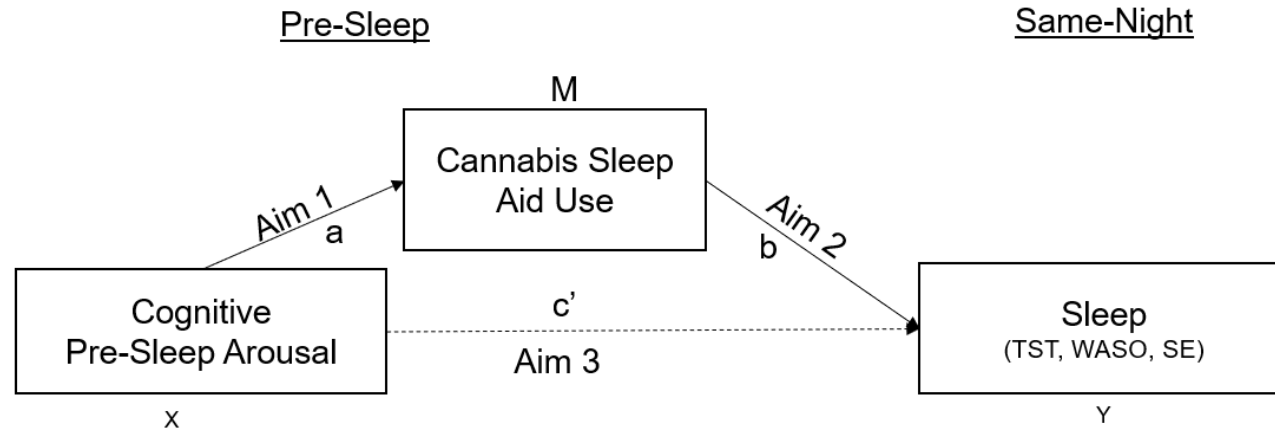 Pre-Sleep
Same-Night
M
Cannabis Sleep
Aid Use
Aim 1
a
Aim 2
b
Cognitive
Pre-Sleep Arousal
c’
Aim 3
Sleep
(TST, WASO, SE)
X
Y